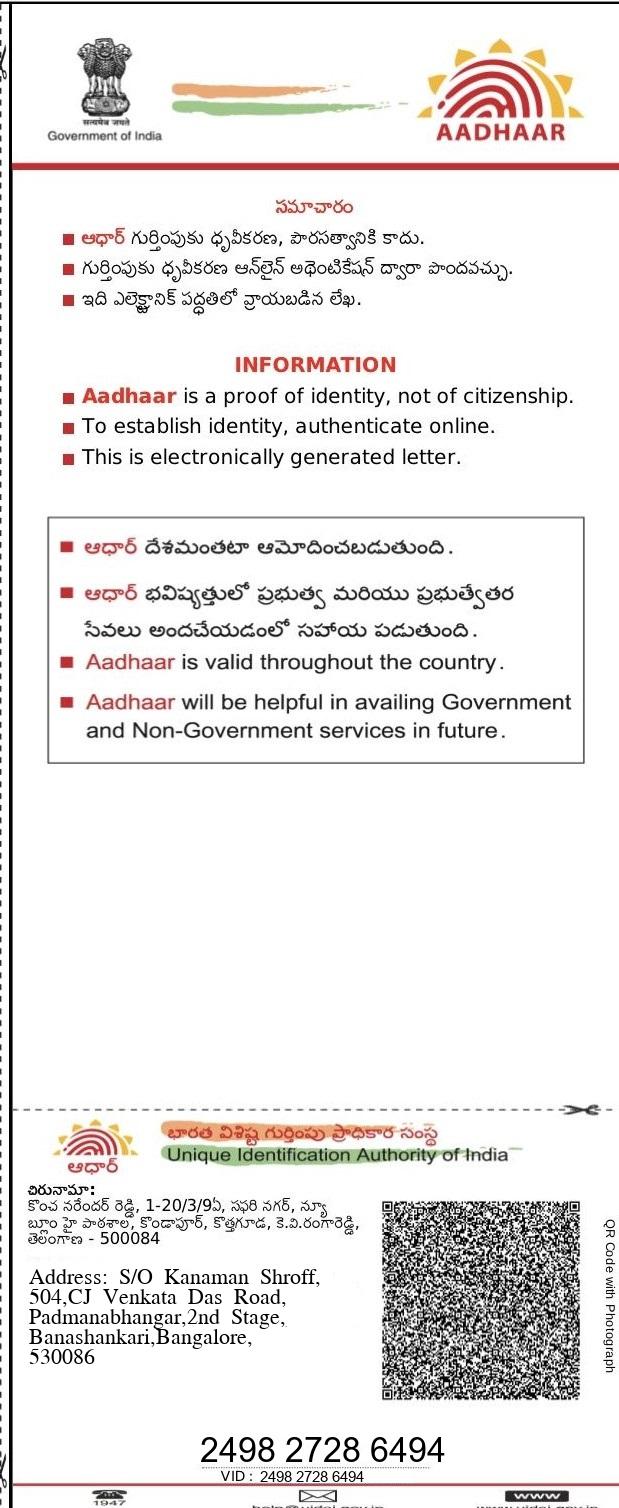 सत्यमेव जयते
Government of India
AADHAAR
సమాచారం
ఆధార్ గుర్తింపుకు ధృవీకరణ, పౌరసత్వానికి కాదు.
గుర్తింపుకు ధృవీకరణ ఆన్‌లైన్ అథెంటికేషన్ ద్వారా పొందవచ్చు.
ఇది ఎలెక్ట్రానిక్ పద్ధతిలో వ్రాయబడిన లేఖ.
INFORMATION
Aadhaar is a proof of identity, not of citizenship.
To establish identity, authenticate online.
This is electronically generated letter.
ఆధార్ దేశమంతటా ఆమోదించబడుతుంది.
ఆధార్ భవిష్యత్తులో ప్రభుత్వ మరియు ప్రభుత్వేతర
సేవలు అందచేయడంలో సహాయ పడుతుంది.
Aadhaar is valid throughout the country.
Aadhaar will be helpful in availing Government
and Non-Government services in future.
భారత విశిష్ట గుర్తింపు ప్రాధికార సంస్థ
Unique Identification Authority of India
ఆధార్
చిరునామా:
కొంచ నరేందర్ రెడ్డి, 1-20/3/9ఏ, సఫరి నగర్, న్యూ
బ్లూం హై పాఠశాల, కొండాపూర్, కొత్తగూడ, కె.వి.రంగారెడ్డి,
తెలంగాణ - 500084
Address: S/O Kanaman Shroff,
504,CJ Venkata Das Road,
Padmanabhangar,2nd Stage,
Banashankari,Bangalore,
530086
QR Code with Photograph
2498 2728 6494
VID : 2498 2728 6494
1947
www